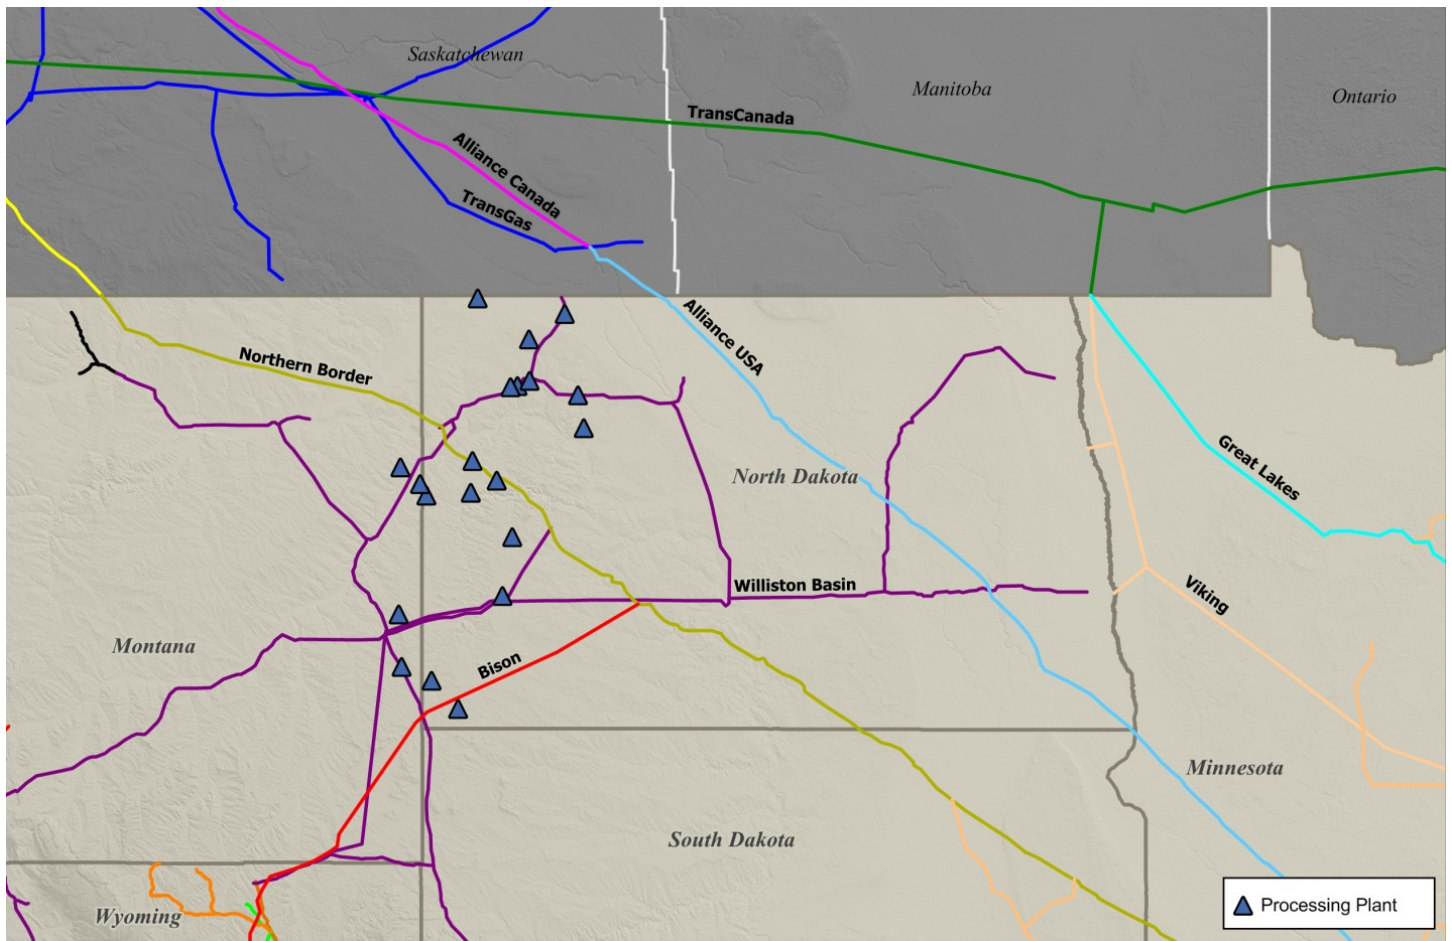 Saskatchewan
Manitoba
Ontario
TransCanada
Alliance Canada
TransGas
Alliance USA
Northern Border
Great Lakes
North Dakota
Williston Basin
Viking
Montana
Bison
Minnesota
South Dakota
Wyoming
Processing Plant